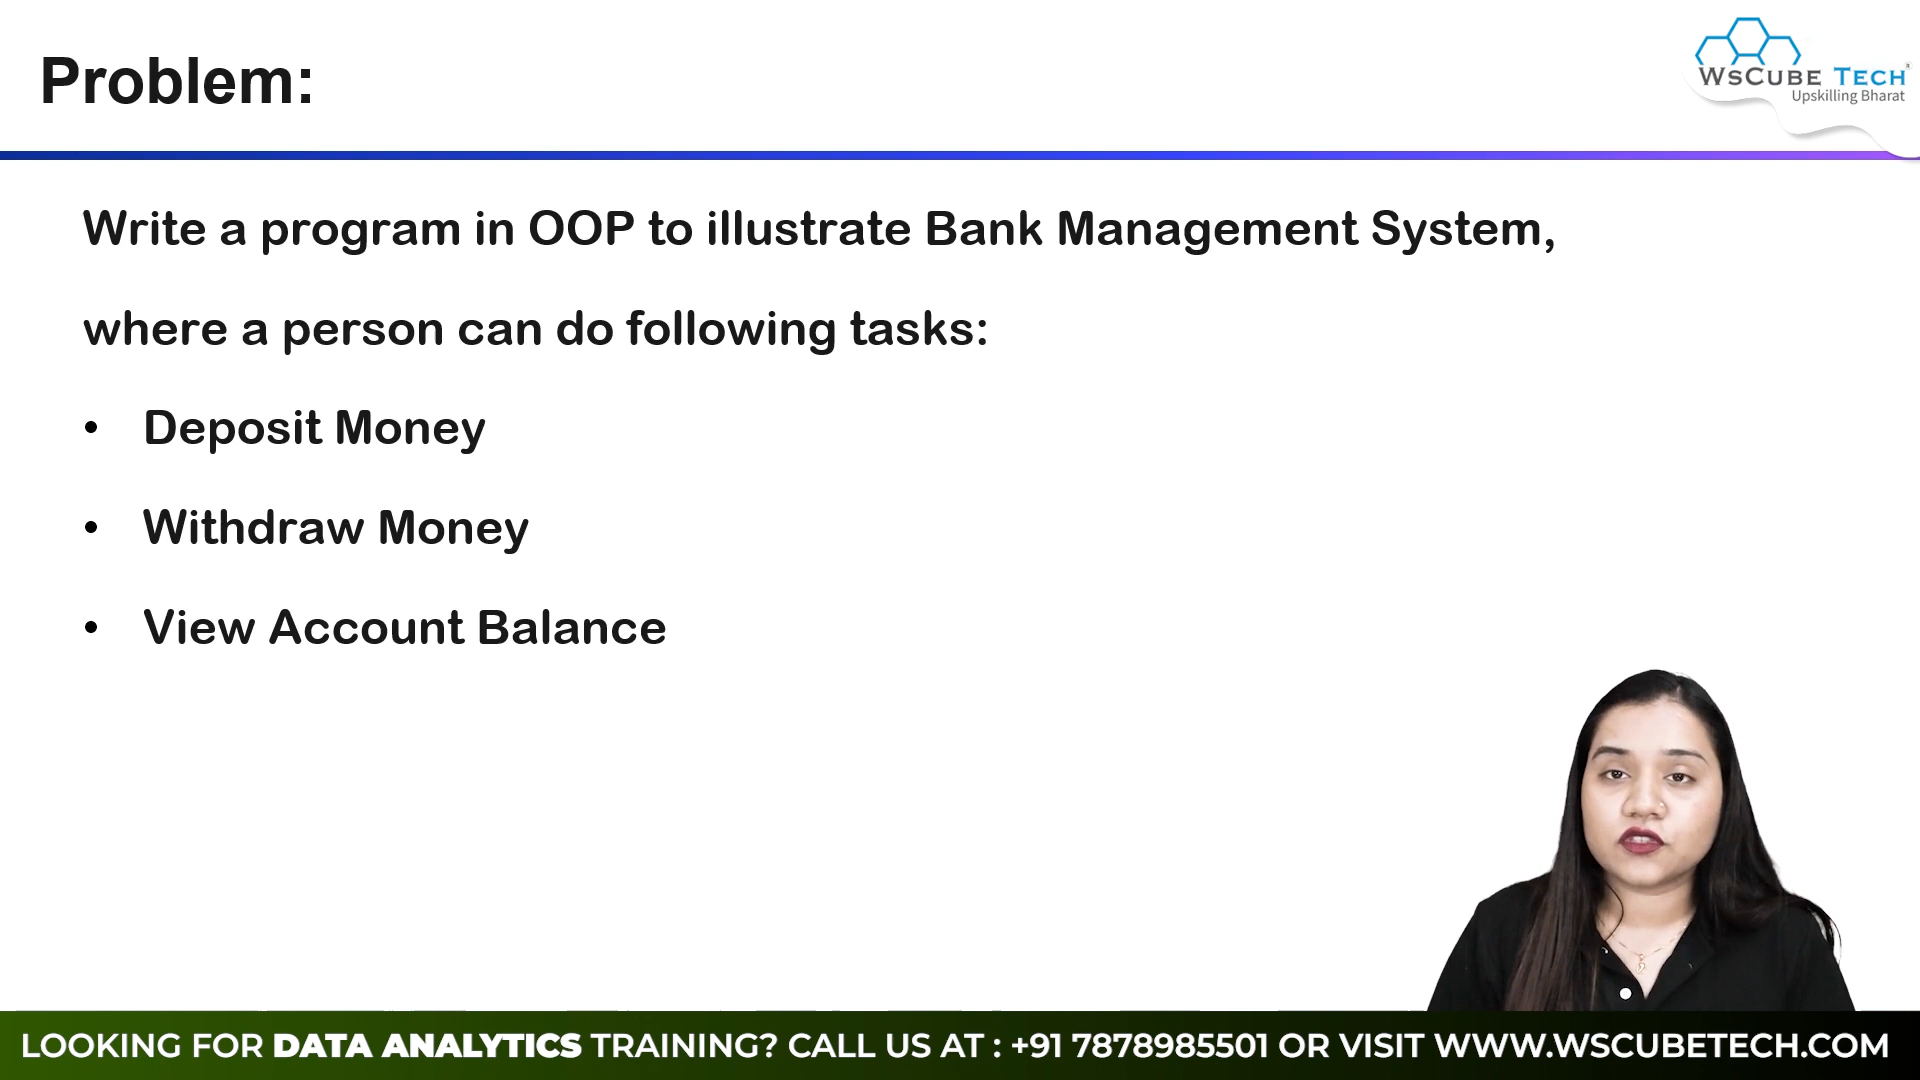 Problem:
WSCUBE TECH
Upskilling Bharat
Write a program in OOP to illustrate Bank Management System,
where a person can do following tasks:
• Deposit Money
• Withdraw Money
• View Account Balance
LOOKING FOR DATA ANALYTICS TRAINING? CALL US AT : +91 7878985501 OR VISIT WWW.WSCUBETECH.COM